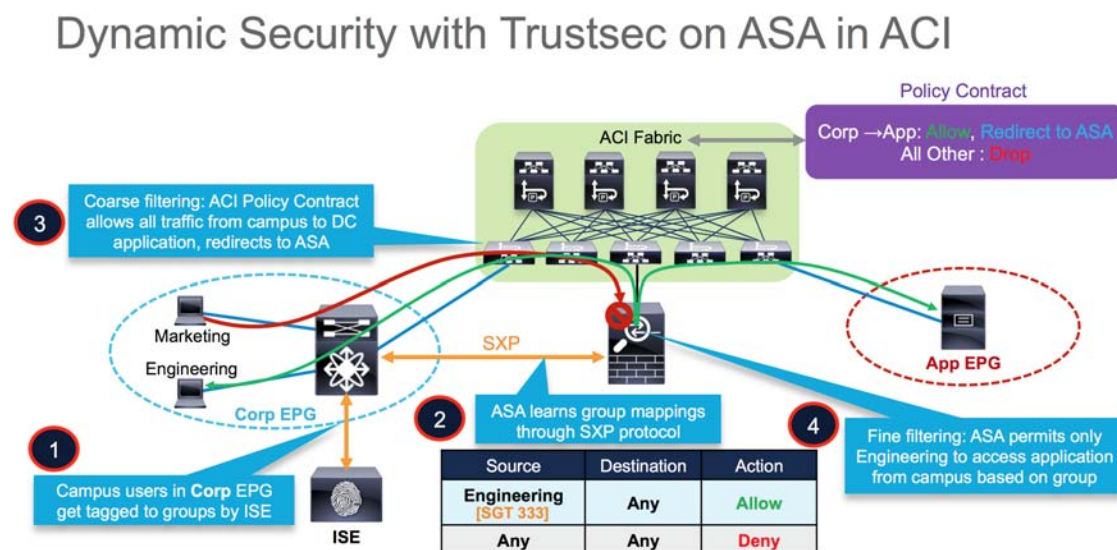 Dynamic Security with Trustsec on ASA in ACI
Policy Contract
Corp →App: Allow, Redirect to ASA
All Other : Drop
ACI Fabric
3
Coarse filtering: ACI Policy Contract
allows all traffic from campus to DC
application, redirects to ASA
Marketing
Engineering
Corp EPG
SXP
App EPG
1
Campus users in Corp EPG
get tagged to groups by ISE
ISE
2
ASA learns group mappings
through SXP protocol
4
Fine filtering: ASA permits only
Engineering to access application
from campus based on group
Source Destination Action
Engineering
[SGT 333] Any Allow
Any Any Deny